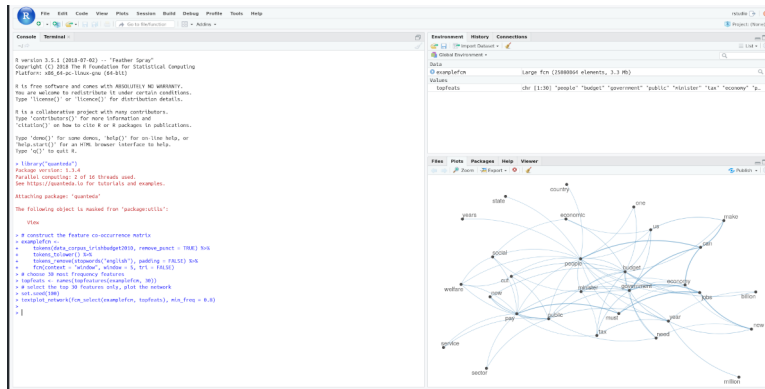 File Edit Code View Plots Session Build Debug Profile Tools Help
rstudio
Go to file/function
Addins
Project: (None)
Console Terminal
R version 3.5.1 (2018-07-02) -- "Feather Spray"
Copyright (C) 2018 The R Foundation for Statistical Computing
Platform: x86_64-pc-linux-gnu (64-bit)
R is free software and comes with ABSOLUTELY NO WARRANTY.
You are welcome to redistribute it under certain conditions.
Type 'license()' or 'licence()' for distribution details.
R is a collaborative project with many contributors.
Type 'contributors()' for more information and
'citation()' on how to cite R or R packages in publications.
Type 'demo()' for some demos, 'help()' for on-line help, or
'help.start()' for an HTML browser interface to help.
Type 'q()' to quit R.
> library("quanteda")
Package version: 1.3.4
Parallel computing: 2 of 16 threads used.
See https://quanteda.io for tutorials and examples.
Attaching package: 'quanteda'
The following object is masked from 'package:utils':
View
> # construct the feature co-occurrence matrix
> examplefcm <-
+ tokens(data_corpus_irishbudget2010, remove_punct = TRUE) %>%
+ tokens_tolower() %>%
+ tokens_remove(stopwords("english"), padding = FALSE) %>%
+ fcm(context = "window", window = 5, tri = FALSE)
> # choose 30 most frequency features
> topfeats <- names(topfeatures(examplefcm, 30))
> # select the top 30 features only, plot the network
> set.seed(100)
> textplot_network(fcm_select(examplefcm, topfeats), min_freq = 0.8)
>
>
Environment History Connections
Import Dataset
List
Global Environment
Data
examplefcm Large fcm (25080064 elements, 3.3 Mb)
Values
topfeats chr [1:30] "people" "budget" "government" "public" "minister" "tax" "economy" "p…
Files Plots Packages Help Viewer
Zoom Export Publish
country
state
one
years
economic
make
us
can
social
people
budget
cut
economy
welfare
now
minister
government
jobs
billion
pay
public
must
year
new
tax
need
service
sector
million